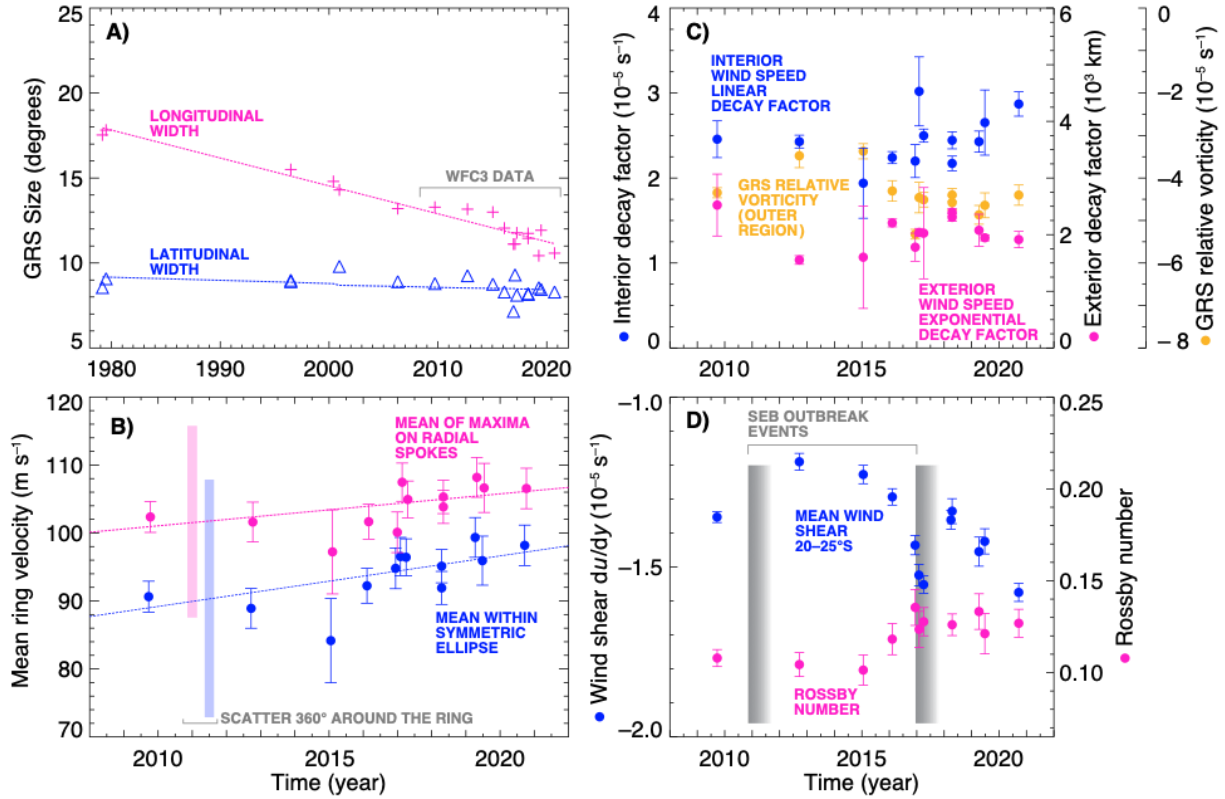 A)
25
20
15
10
5
GRS Size (degrees)
LONGITUDINAL
WIDTH
WFC3 DATA
LATITUDINAL
WIDTH
1980
1990
2000
2010
2020
C)
4
3
2
1
0
Interior decay factor (10⁻⁵ s⁻¹)
INTERIOR
WIND SPEED
LINEAR
DECAY FACTOR
GRS RELATIVE
VORTICITY
(OUTER
REGION)
EXTERIOR
WIND SPEED
EXPONENTIAL
DECAY FACTOR
6
4
2
0
Exterior decay factor (10³ km)
0
−2
−4
−6
−8
GRS relative vorticity (10⁻⁵ s⁻¹)
2010
2015
2020
B)
120
110
100
90
80
70
Mean ring velocity (m s⁻¹)
MEAN OF MAXIMA
ON RADIAL
SPOKES
MEAN WITHIN
SYMMETRIC
ELLIPSE
SCATTER 360° AROUND THE RING
2010
2015
2020
Time (year)
D)
−1.0
−1.5
−2.0
Wind shear du/dy (10⁻⁵ s⁻¹)
SEB OUTBREAK
EVENTS
MEAN WIND
SHEAR
20–25°S
ROSSBY
NUMBER
0.25
0.20
0.15
0.10
Rossby number
2010
2015
2020
Time (year)